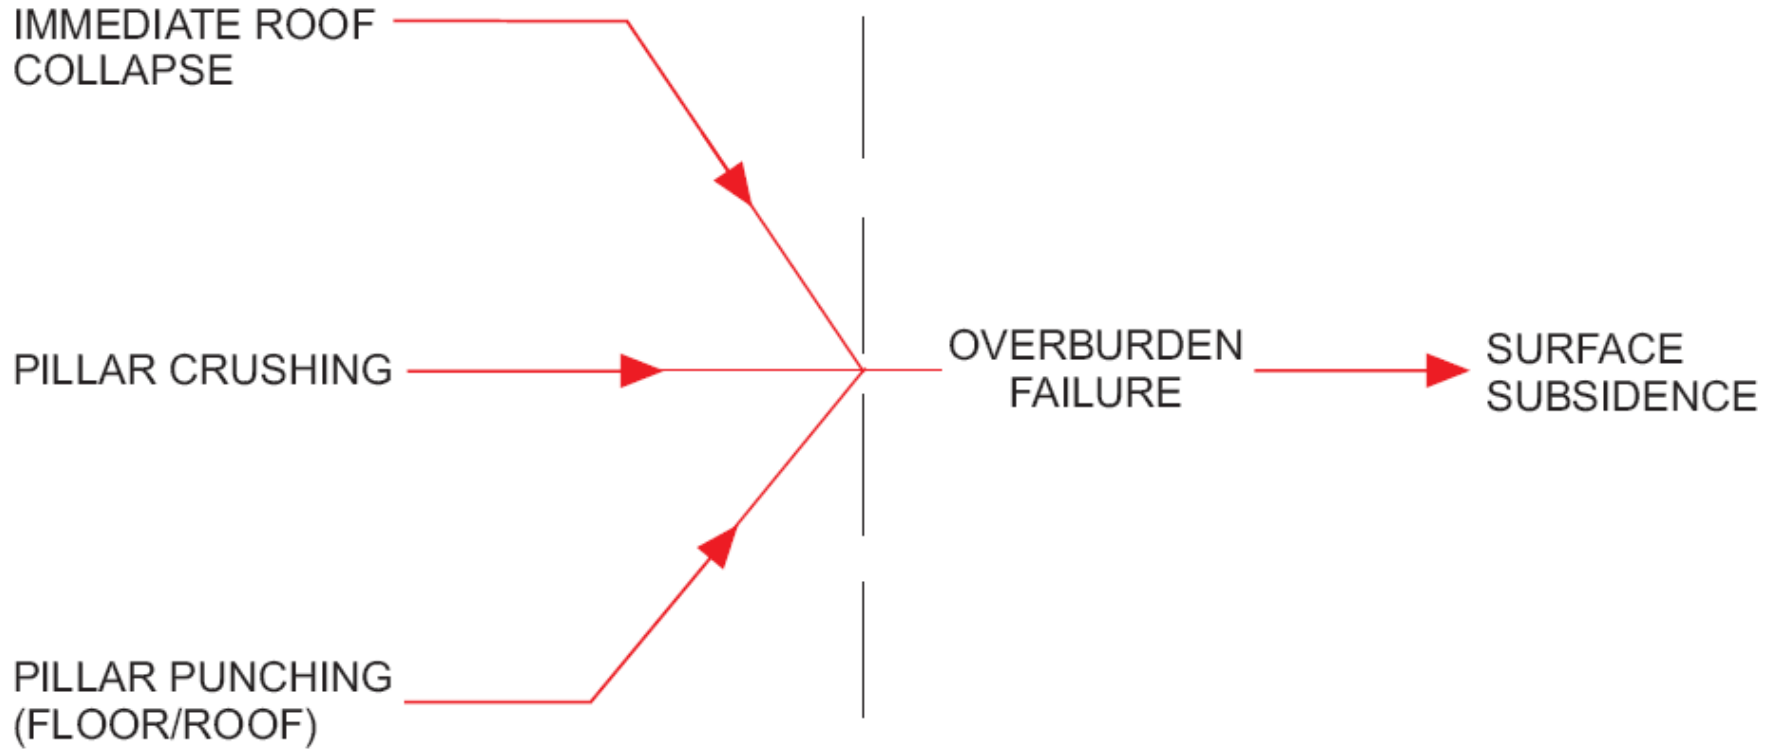 IMMEDIATE ROOF
COLLAPSE
PILLAR CRUSHING
PILLAR PUNCHING
(FLOOR/ROOF)
OVERBURDEN
FAILURE
SURFACE
SUBSIDENCE